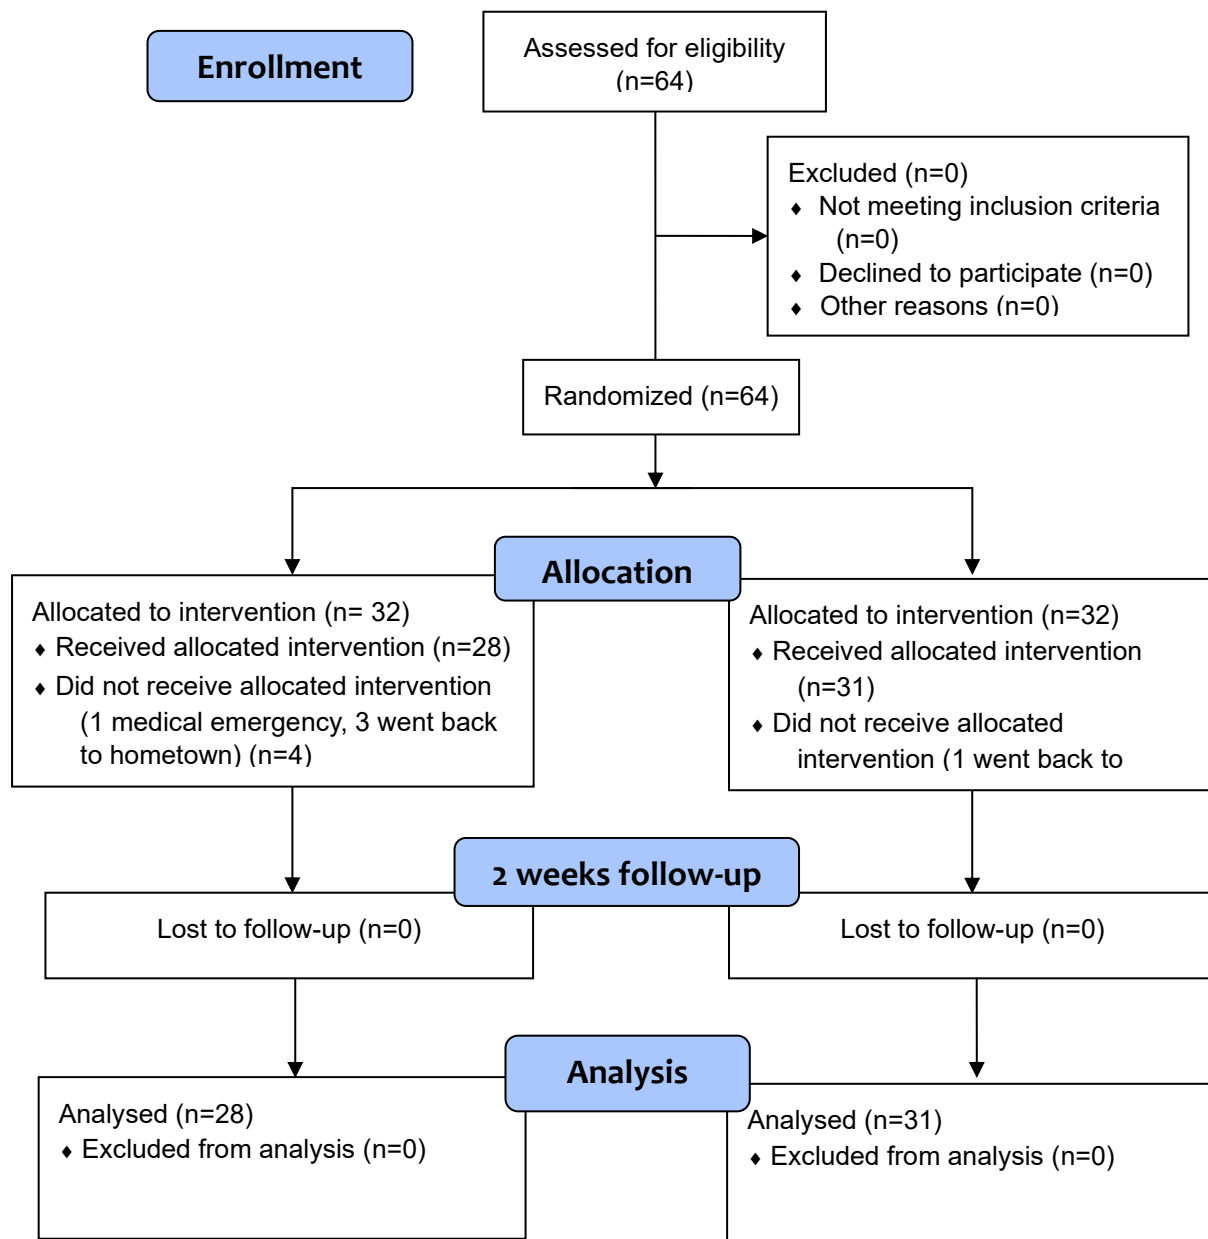 Enrollment
Assessed for eligibility
(n=64)
Excluded (n=0)
♦ Not meeting inclusion criteria
(n=0)
♦ Declined to participate (n=0)
♦ Other reasons (n=0)
Randomized (n=64)
Allocation
Allocated to intervention (n= 32)
♦ Received allocated intervention (n=28)
♦ Did not receive allocated intervention
(1 medical emergency, 3 went back
to hometown) (n=4)
Allocated to intervention (n=32)
♦ Received allocated intervention
(n=31)
♦ Did not receive allocated
intervention (1 went back to
2 weeks follow-up
Lost to follow-up (n=0)
Lost to follow-up (n=0)
Analysis
Analysed (n=28)
♦ Excluded from analysis (n=0)
Analysed (n=31)
♦ Excluded from analysis (n=0)